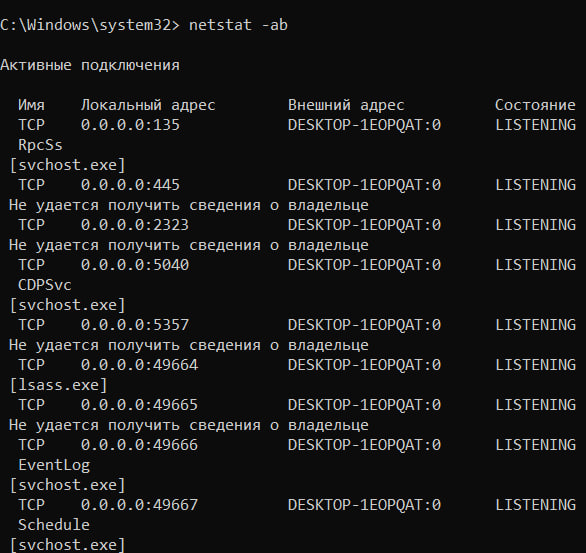 C:\Windows\system32> netstat -ab
Активные подключения
Имя Локальный адрес Внешний адрес Состояние
TCP 0.0.0.0:135 DESKTOP-1EOPQAT:0 LISTENING
RpcSs
[svchost.exe]
TCP 0.0.0.0:445 DESKTOP-1EOPQAT:0 LISTENING
Не удается получить сведения о владельце
TCP 0.0.0.0:2323 DESKTOP-1EOPQAT:0 LISTENING
Не удается получить сведения о владельце
TCP 0.0.0.0:5040 DESKTOP-1EOPQAT:0 LISTENING
CDPSvc
[svchost.exe]
TCP 0.0.0.0:5357 DESKTOP-1EOPQAT:0 LISTENING
Не удается получить сведения о владельце
TCP 0.0.0.0:49664 DESKTOP-1EOPQAT:0 LISTENING
[lsass.exe]
TCP 0.0.0.0:49665 DESKTOP-1EOPQAT:0 LISTENING
Не удается получить сведения о владельце
TCP 0.0.0.0:49666 DESKTOP-1EOPQAT:0 LISTENING
EventLog
[svchost.exe]
TCP 0.0.0.0:49667 DESKTOP-1EOPQAT:0 LISTENING
Schedule
[svchost.exe]